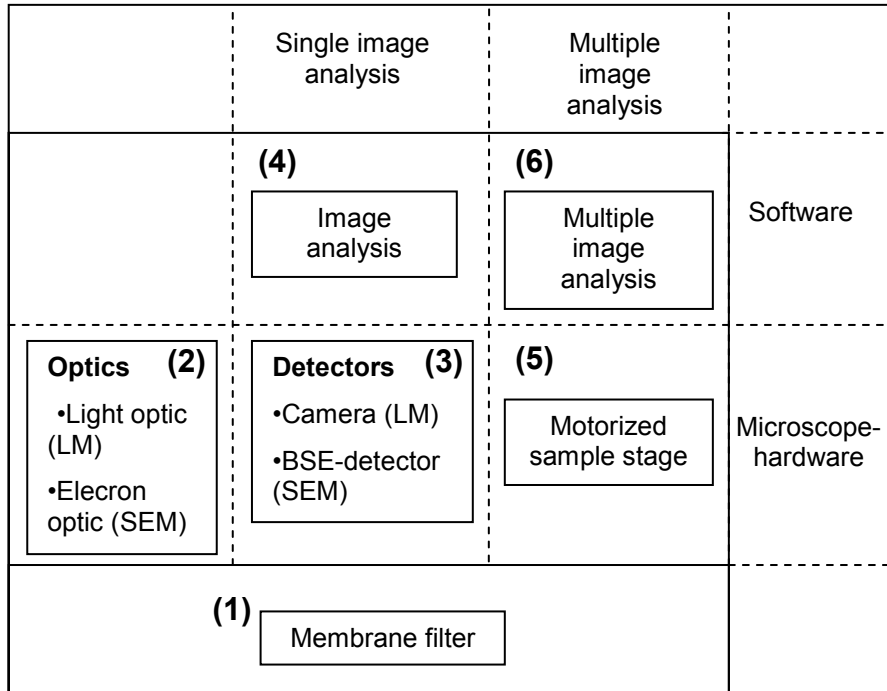 Single image
analysis
Multiple
image
analysis
(4)
Image
analysis
(6)
Multiple
image
analysis
Software
Optics (2)
•Light optic
(LM)
•Elecron
optic (SEM)
Detectors (3)
•Camera (LM)
•BSE-detector
(SEM)
(5)
Motorized
sample stage
Microscope-
hardware
(1)
Membrane filter